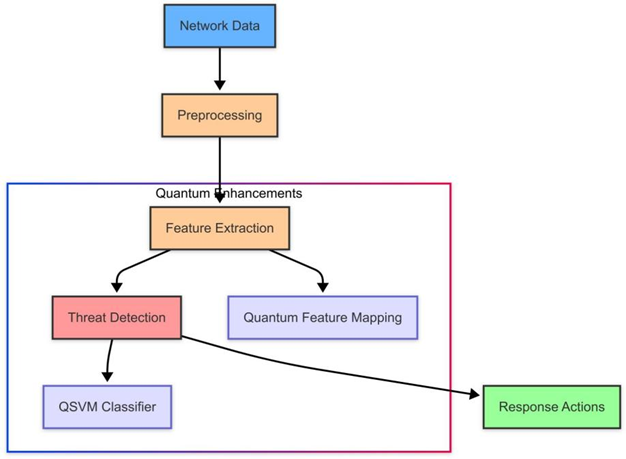 Network Data
Preprocessing
Quantum Enhancements
Feature Extraction
Threat Detection
Quantum Feature Mapping
QSVM Classifier
Response Actions